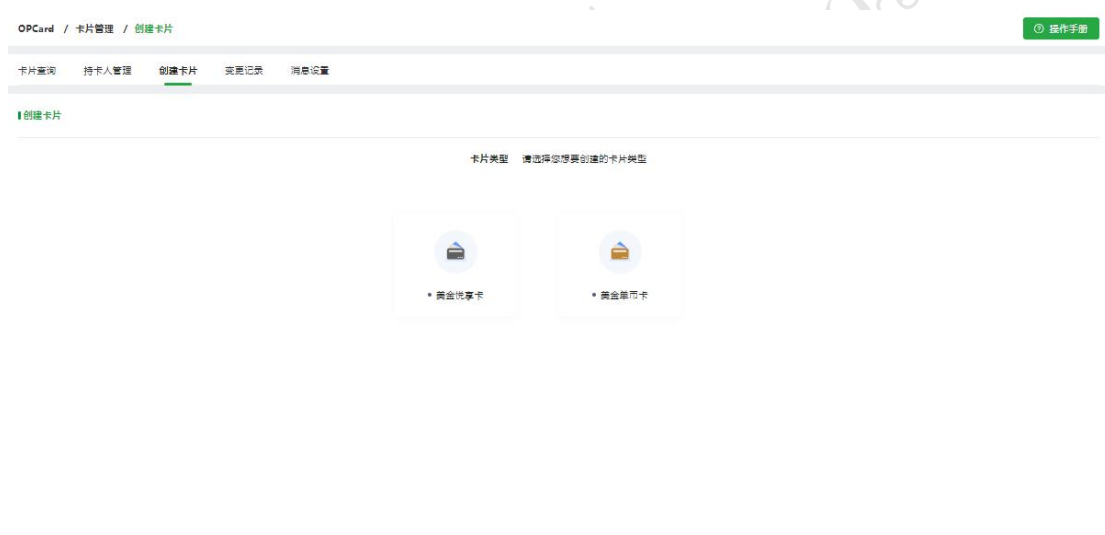 OPCard / 卡片管理 / 创建卡片
操作手册
卡片查询 持卡人管理 创建卡片 变更记录 消息设置
创建卡片
卡片类型 请选择您想要创建的卡片类型
• 美金悦享卡 • 美金单币卡